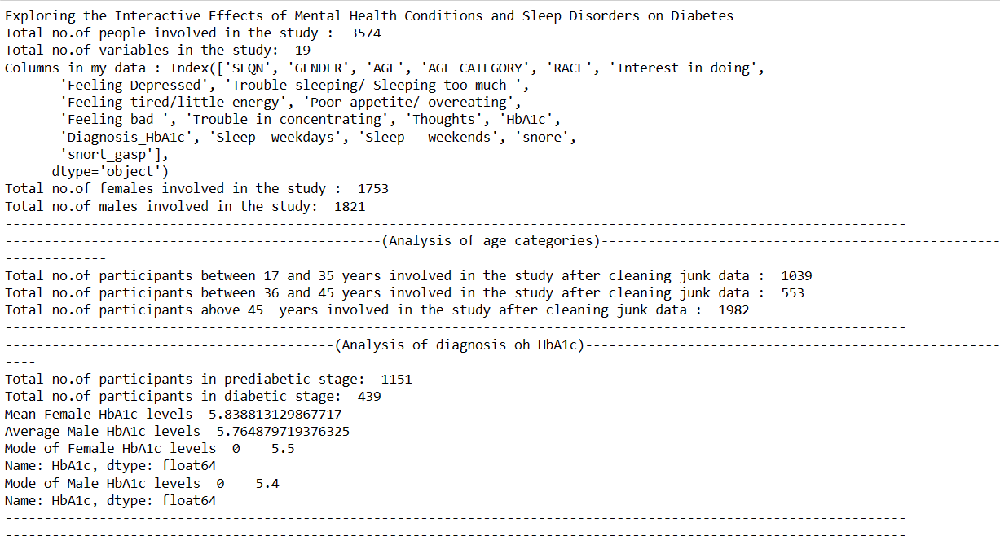 Exploring the Interactive Effects of Mental Health Conditions and Sleep Disorders on Diabetes
Total no.of people involved in the study :  3574
Total no.of variables in the study:  19
Columns in my data : Index(['SEQN', 'GENDER', 'AGE', 'AGE CATEGORY', 'RACE', 'Interest in doing',
       'Feeling Depressed', 'Trouble sleeping/ Sleeping too much ',
       'Feeling tired/little energy', 'Poor appetite/ overeating',
       'Feeling bad ', 'Trouble in concentrating', 'Thoughts', 'HbA1c',
       'Diagnosis_HbA1c', 'Sleep- weekdays', 'Sleep - weekends', 'snore',
       'snort_gasp'],
      dtype='object')
Total no.of females involved in the study :  1753
Total no.of males involved in the study:  1821
-------------------------------------------------------------------------------------------------------------------
------------------------------------------------(Analysis of age categories)---------------------------------------------------
-------------
Total no.of participants between 17 and 35 years involved in the study after cleaning junk data :  1039
Total no.of participants between 36 and 45 years involved in the study after cleaning junk data :  553
Total no.of participants above 45  years involved in the study after cleaning junk data :  1982
-------------------------------------------------------------------------------------------------------------------
------------------------------------------(Analysis of diagnosis oh HbA1c)-----------------------------------------------------
----
Total no.of participants in prediabetic stage:  1151
Total no.of participants in diabetic stage:  439
Mean Female HbA1c levels  5.838813129867717
Average Male HbA1c levels  5.764879719376325
Mode of Female HbA1c levels  0    5.5
Name: HbA1c, dtype: float64
Mode of Male HbA1c levels  0    5.4
Name: HbA1c, dtype: float64
-------------------------------------------------------------------------------------------------------------------
-------------------------------------------------------------------------------------------------------------------